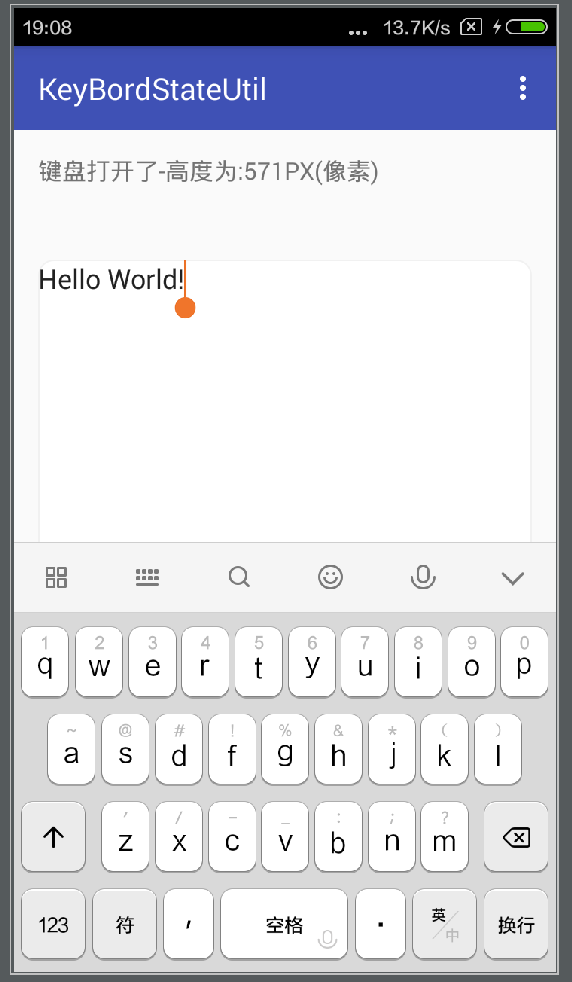 19:08 ... 13.7K/s
KeyBordStateUtil
键盘打开了-高度为:571PX(像素)
Hello World!
1 2 3 4 5 6 7 8 9 0
q w e r t y u i o p
~ @ # ! % & * ( )
a s d f g h j k l
' / - _ : ; ?
z x c v b n m
123 符 , 空格 . 英/中 换行